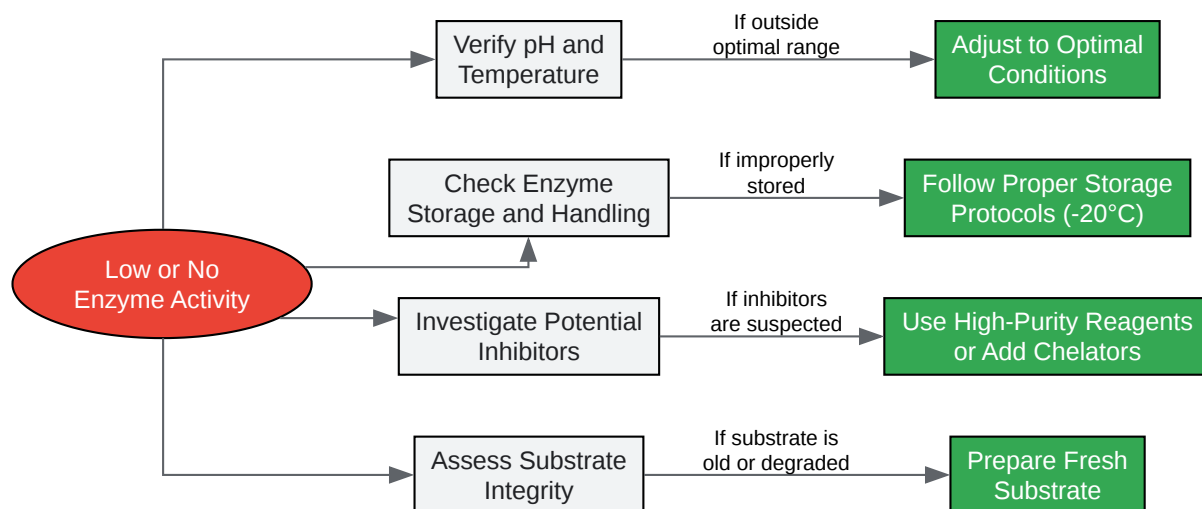 Verify pH and
Temperature
If outside
optimal range
Adjust to Optimal
Conditions
Check Enzyme
Storage and Handling
If improperly
stored
Follow Proper Storage
Protocols (-20°C)
Low or No
Enzyme Activity
Investigate Potential
Inhibitors
If inhibitors
are suspected
Use High-Purity Reagents
or Add Chelators
Assess Substrate
Integrity
If substrate is
old or degraded
Prepare Fresh
Substrate